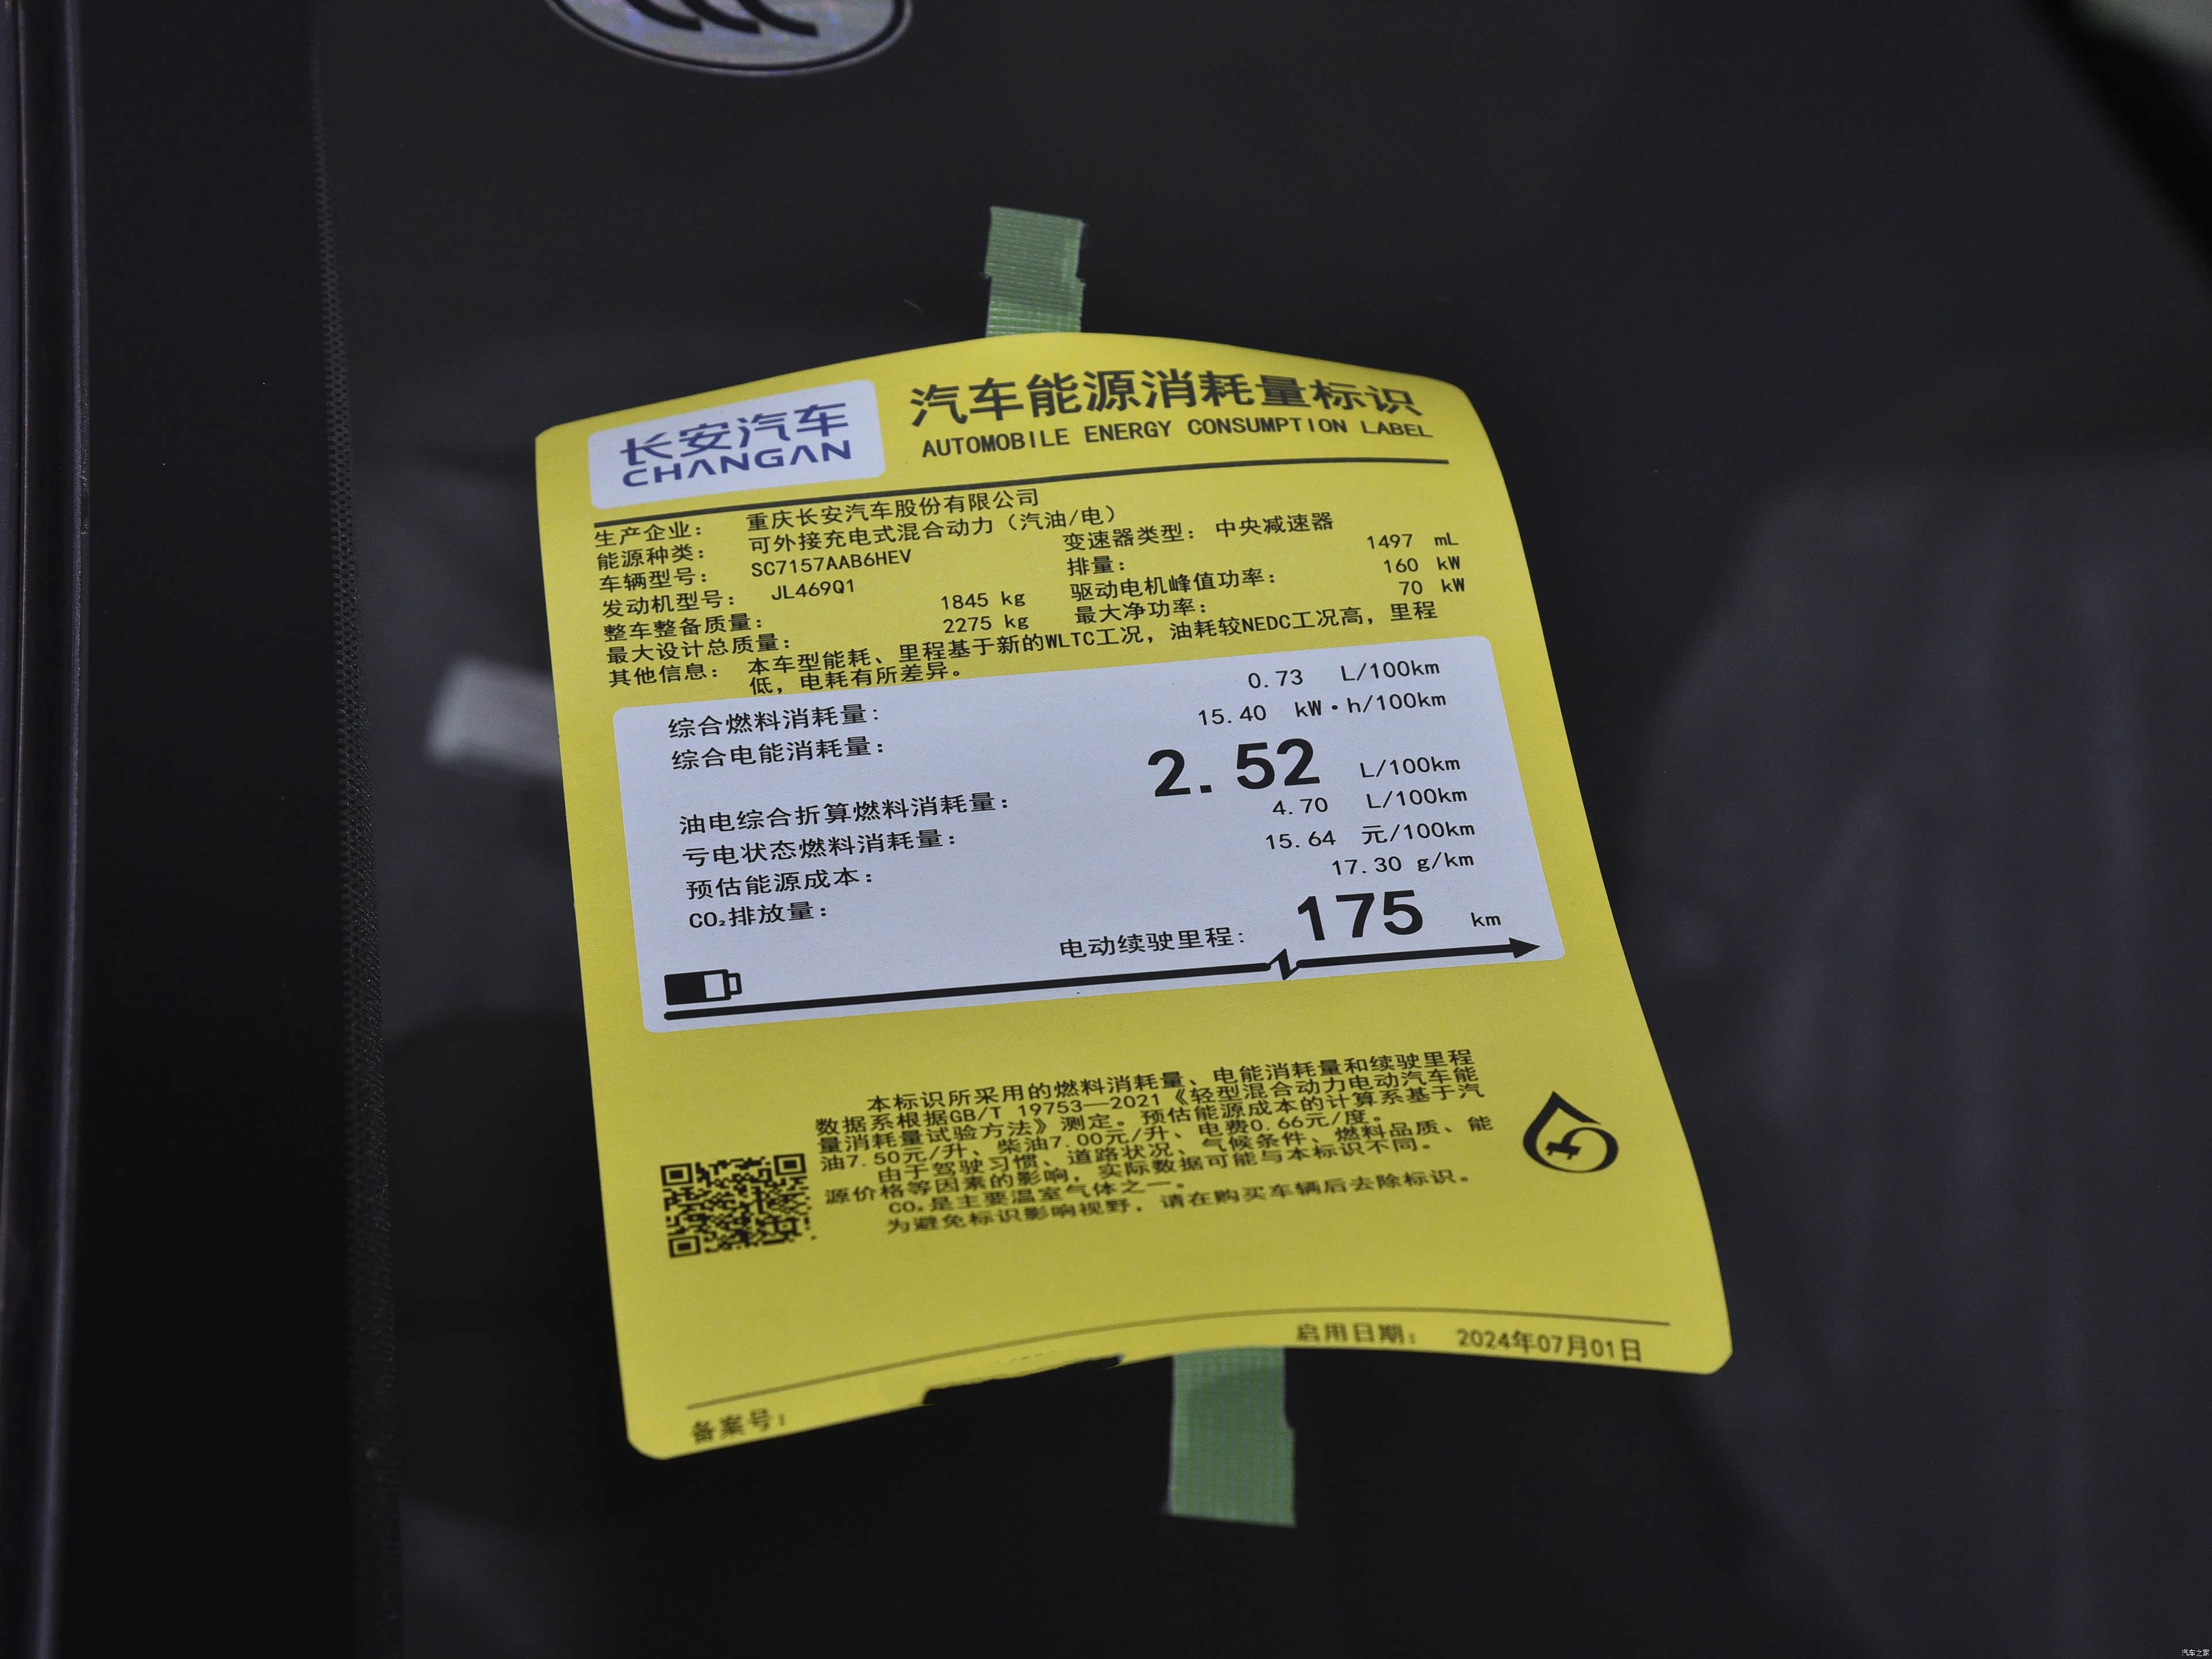 长安汽车
CHANGAN
汽车能源消耗量标识
AUTOMOBILE ENERGY CONSUMPTION LABEL
生产企业: 重庆长安汽车股份有限公司
能源种类: 可外接充电式混合动力（汽油/电）
车辆型号: SC7157AAB6HEV 变速器类型: 中央减速器
发动机型号: JL469Q1 排量: 1497 mL
整车整备质量: 1845 kg 驱动电机峰值功率: 160 kW
最大设计总质量: 2275 kg 最大净功率: 70 kW
其他信息: 本车型能耗、里程基于新的WLTC工况，油耗较NEDC工况高，里程
低，电耗有所差异。
综合燃料消耗量: 0.73 L/100km
综合电能消耗量: 15.40 kW·h/100km
油电综合折算燃料消耗量: 2.52 L/100km
亏电状态燃料消耗量: 4.70 L/100km
预估能源成本: 15.64 元/100km
CO₂排放量: 17.30 g/km
电动续驶里程: 175 km
本标识所采用的燃料消耗量、电能消耗量和续驶里程
数据系根据GB/T 19753—2021《轻型混合动力电动汽车能
量消耗量试验方法》测定。预估能源成本的计算系基于汽
油7.50元/升、柴油7.00元/升、电费0.66元/度。
由于驾驶习惯、道路状况、气候条件、燃料品质、能
源价格等因素的影响，实际数据可能与本标识不同。
CO₂是主要温室气体之一。
为避免标识影响视野，请在购买车辆后去除标识。
启用日期: 2024年07月01日
备案号:
汽车之家